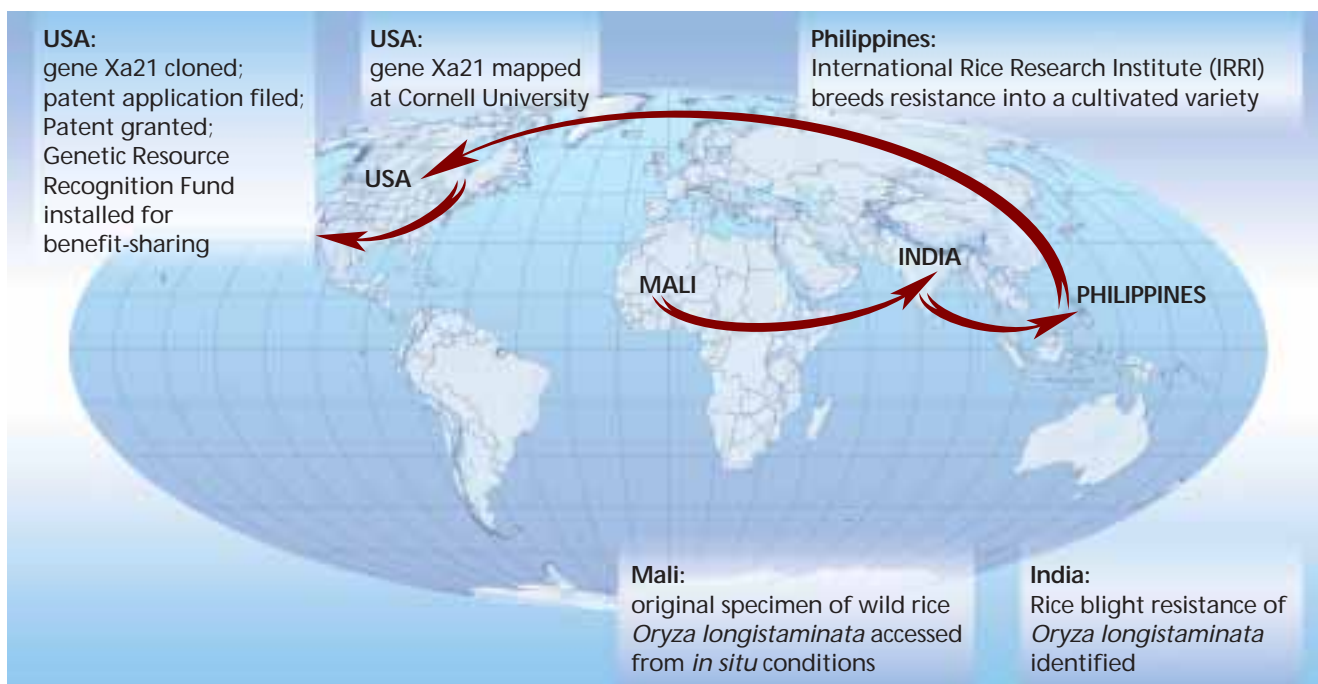 USA:
gene Xa21 cloned;
patent application filed;
Patent granted;
Genetic Resource
Recognition Fund
installed for
benefit-sharing
USA:
gene Xa21 mapped
at Cornell University
Philippines:
International Rice Research Institute (IRRI)
breeds resistance into a cultivated variety
USA
MALI
INDIA
PHILIPPINES
Mali:
original specimen of wild rice
Oryza longistaminata accessed
from in situ conditions
India:
Rice blight resistance of
Oryza longistaminata
identified